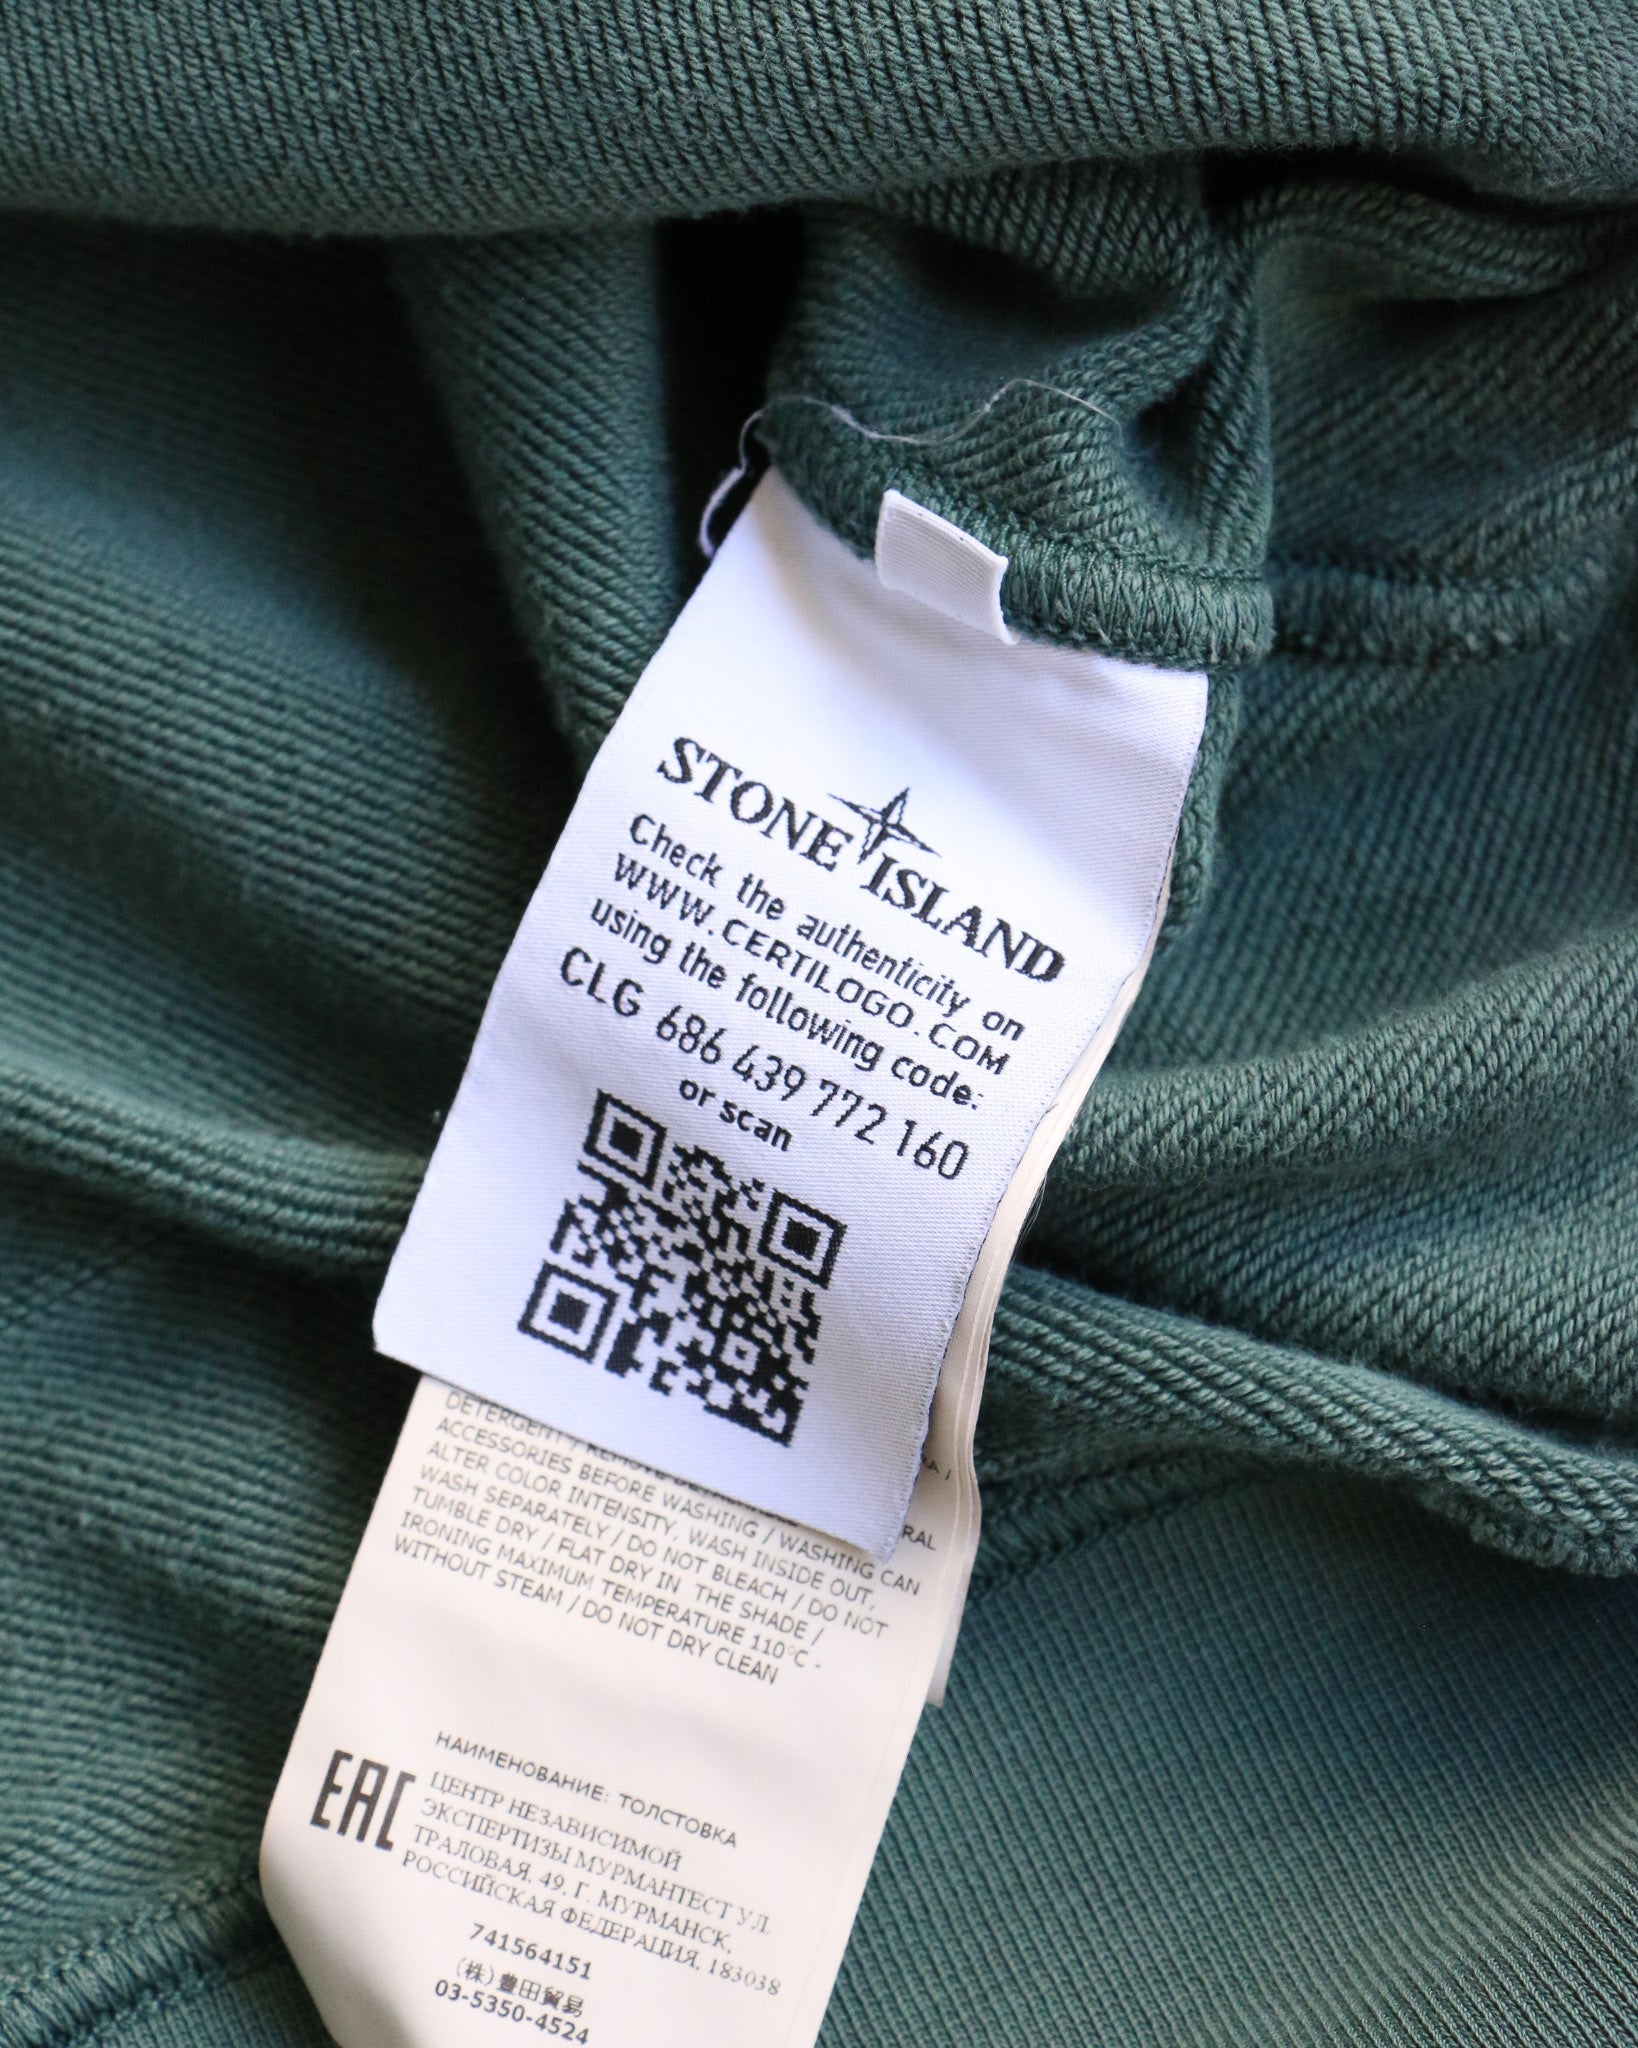 STONE ISLAND
Check the authenticity on
WWW.CERTILOGO.COM
using the following code:
CLG 686 439 772 160
or scan
DETERGENT / REMOVE
RAL
ACCESSORIES BEFORE WASHING / WASHING CAN
ALTER COLOR INTENSITY, WASH INSIDE OUT,
WASH SEPARATELY / DO NOT BLEACH / DO NOT
TUMBLE DRY / FLAT DRY IN THE SHADE /
IRONING MAXIMUM TEMPERATURE 110°C -
WITHOUT STEAM / DO NOT DRY CLEAN
НАИМЕНОВАНИЕ: ТОЛСТОВКА
EAC
ЦЕНТР НЕЗАВИСИМОЙ
ЭКСПЕРТИЗЫ МУРМАНТЕСТ УЛ.
ТРАЛОВАЯ, 49, Г. МУРМАНСК,
РОССИЙСКАЯ ФЕДЕРАЦИЯ, 183038
741564151
(株)豊田貿易
03-5350-4524